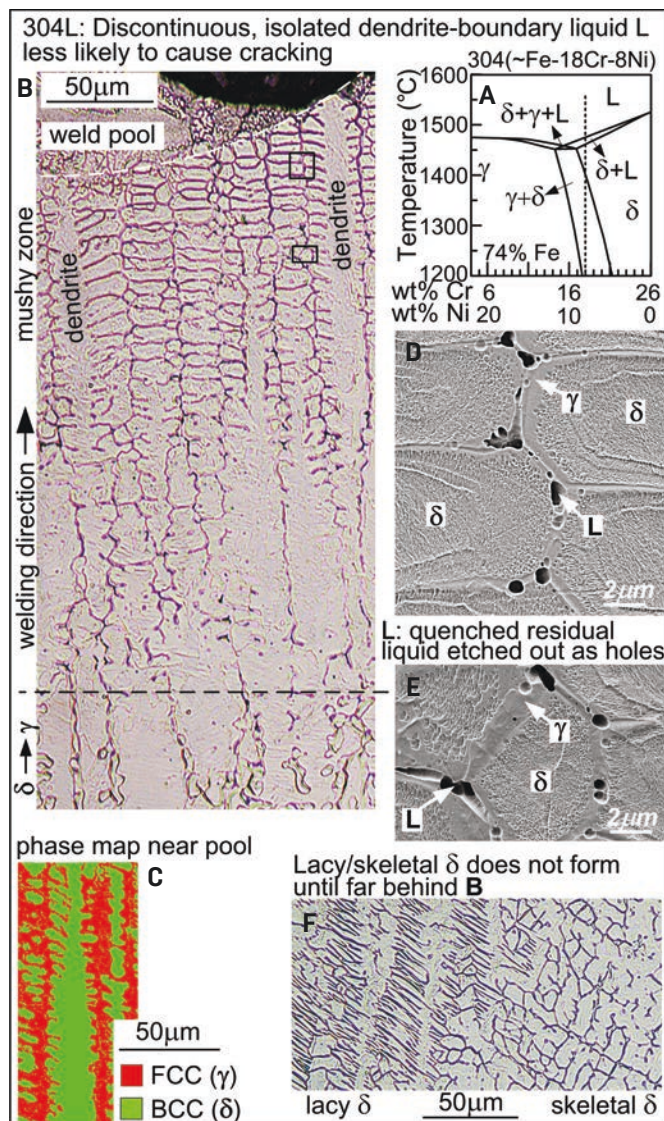 304L: Discontinuous, isolated dendrite-boundary liquid L
less likely to cause cracking
B
50μm
weld pool
mushy zone
dendrite
dendrite
welding direction
δ → γ
304(~Fe-18Cr-8Ni)
A
Temperature (°C)
1600
1500
1400
1300
1200
L
δ+γ+L
δ+L
γ
γ+δ
δ
74% Fe
wt% Cr 6 16 26
wt% Ni 20 10 0
D
γ
δ
δ
L
2μm
L: quenched residual
liquid etched out as holes
E
γ
δ
L
2μm
phase map near pool
C
50μm
FCC (γ)
BCC (δ)
Lacy/skeletal δ does not form
until far behind B
F
lacy δ 50μm skeletal δ